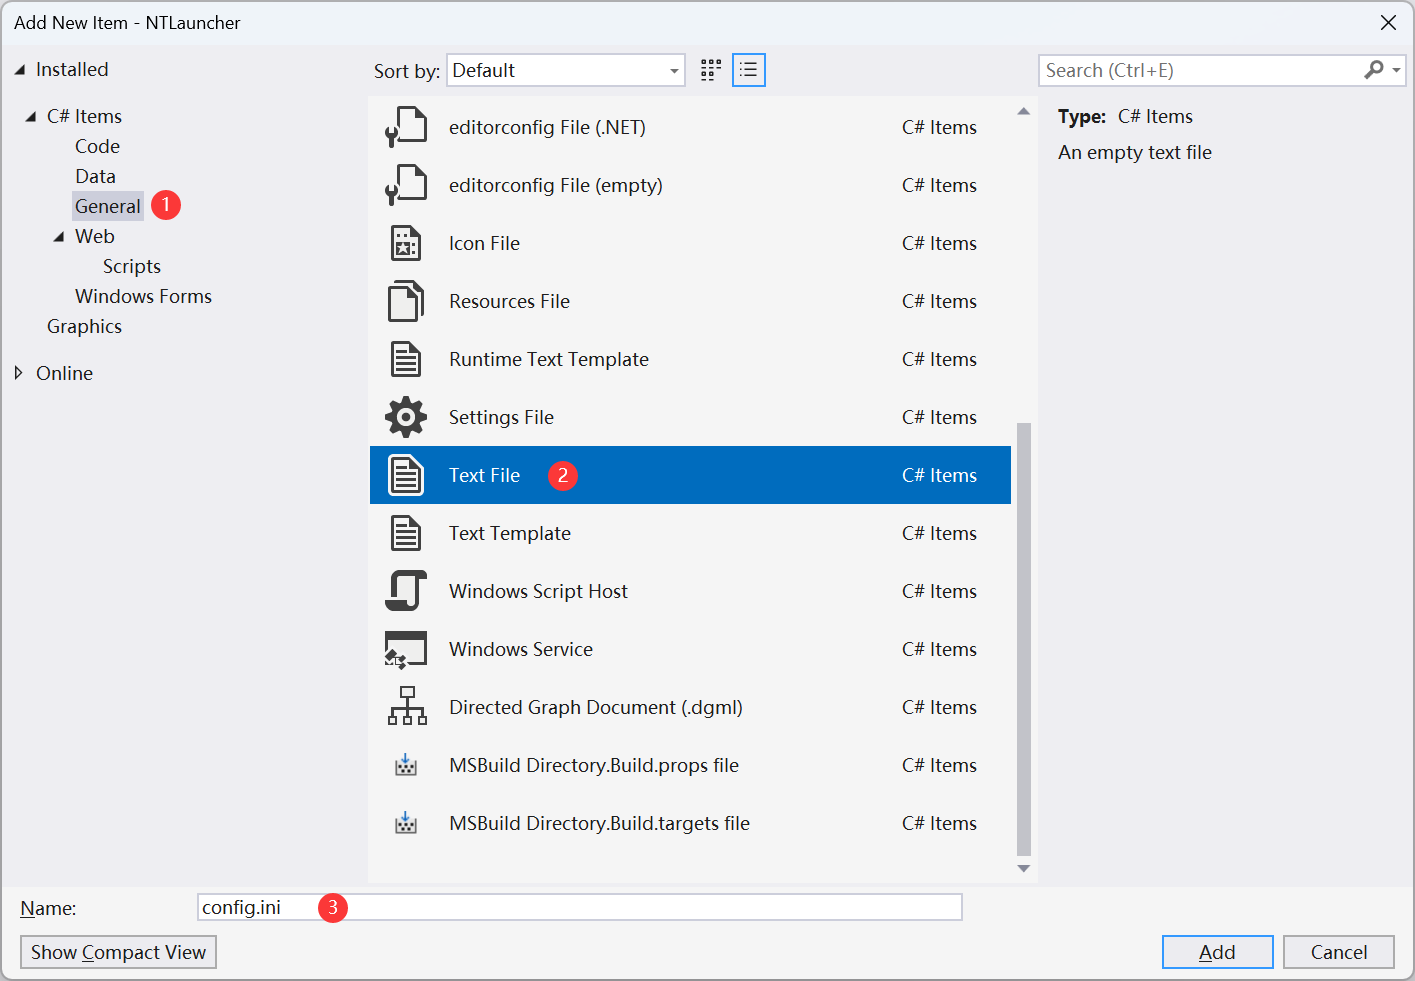 Add New Item - NTLauncher
Installed
C# Items
Code
Data
General 1
Web
Scripts
Windows Forms
Graphics
Online
Sort by: Default
editorconfig File (.NET) C# Items
editorconfig File (empty) C# Items
Icon File C# Items
Resources File C# Items
Runtime Text Template C# Items
Settings File C# Items
Text File 2 C# Items
Text Template C# Items
Windows Script Host C# Items
Windows Service C# Items
Directed Graph Document (.dgml) C# Items
MSBuild Directory.Build.props file C# Items
MSBuild Directory.Build.targets file C# Items
Search (Ctrl+E)
Type: C# Items
An empty text file
Name: config.ini 3
Show Compact View
Add Cancel